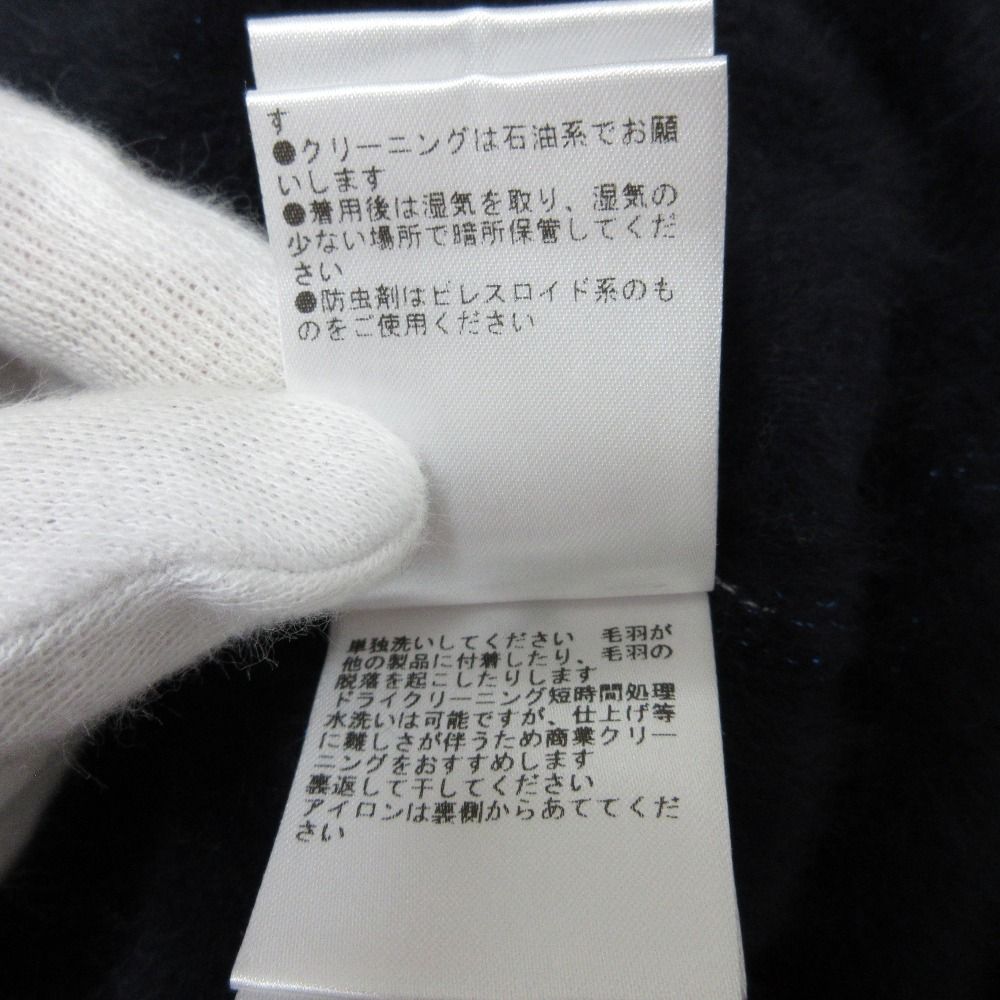 す
●クリーニングは石油系でお願
いします
●着用後は湿気を取り、湿気の
少ない場所で暗所保管してくだ
さい
●防虫剤はピレスロイド系のも
のをご使用ください
単独洗いしてください 毛羽が
他の製品に付着したり、毛羽の
脱落を起こしたりします
ドライクリーニング短時間処理
水洗いは可能ですが、仕上げ等
に難しさが伴うため商業クリー
ニングをおすすめします
裏返して干してください
アイロンは裏側からあててくだ
さい